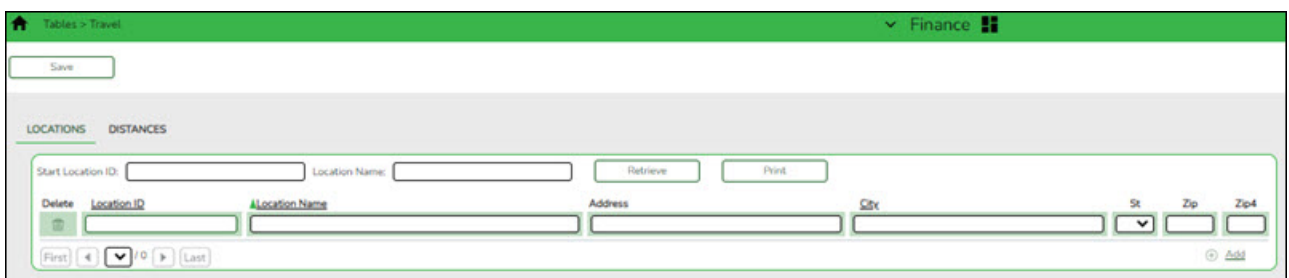 Tables > Travel Finance
Save
LOCATIONS DISTANCES
Start Location ID: Location Name: Retrieve Print
Delete Location ID Location Name Address City St Zip Zip4
First / 0 Last Add